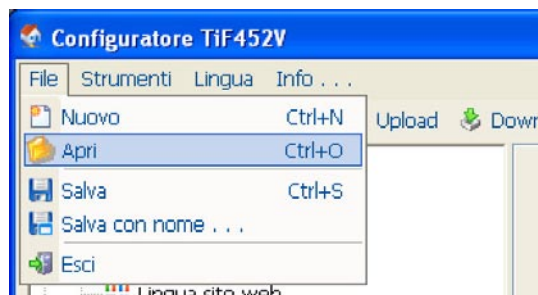 Configuratore TiF452V
File Strumenti Lingua Info . . .
Nuovo Ctrl+N
Upload
Apri Ctrl+O
Salva Ctrl+S
Salva con nome . . .
Esci
Lingua sito web